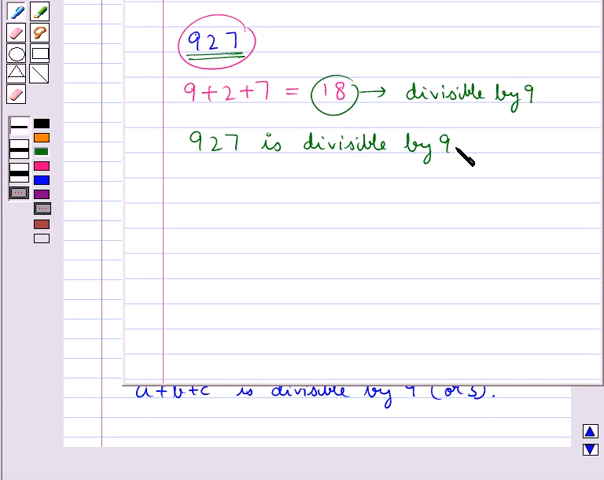 927
9+2+7 = 18 → divisible by 9
927 is divisible by 9
a+b+c is divisible by 9 (or 3).